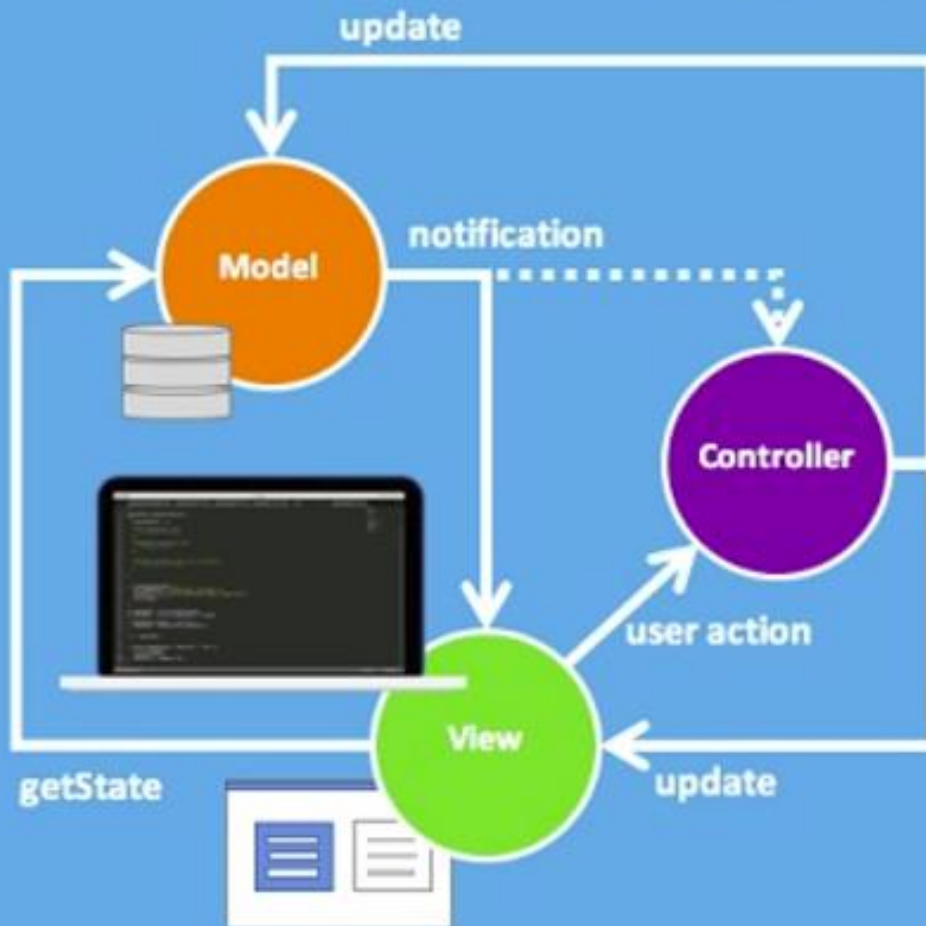 update
notification
Model
Controller
user action
View
getState
update